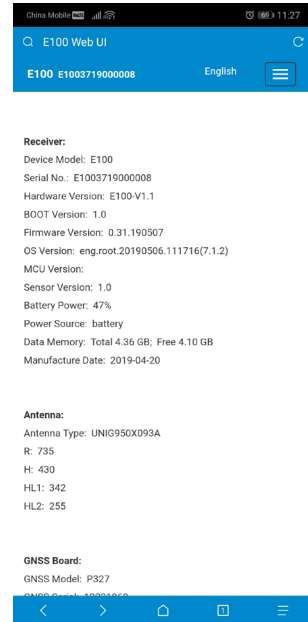 China Mobile 69 11:27
E100 Web UI
E100 E1003719000008 English
Receiver:
Device Model: E100
Serial No.: E1003719000008
Hardware Version: E100-V1.1
BOOT Version: 1.0
Firmware Version: 0.31.190507
OS Version: eng.root.20190506.111716(7.1.2)
MCU Version:
Sensor Version: 1.0
Battery Power: 47%
Power Source: battery
Data Memory: Total 4.36 GB; Free 4.10 GB
Manufacture Date: 2019-04-20
Antenna:
Antenna Type: UNIG950X093A
R: 735
H: 430
HL1: 342
HL2: 255
GNSS Board:
GNSS Model: P327
1